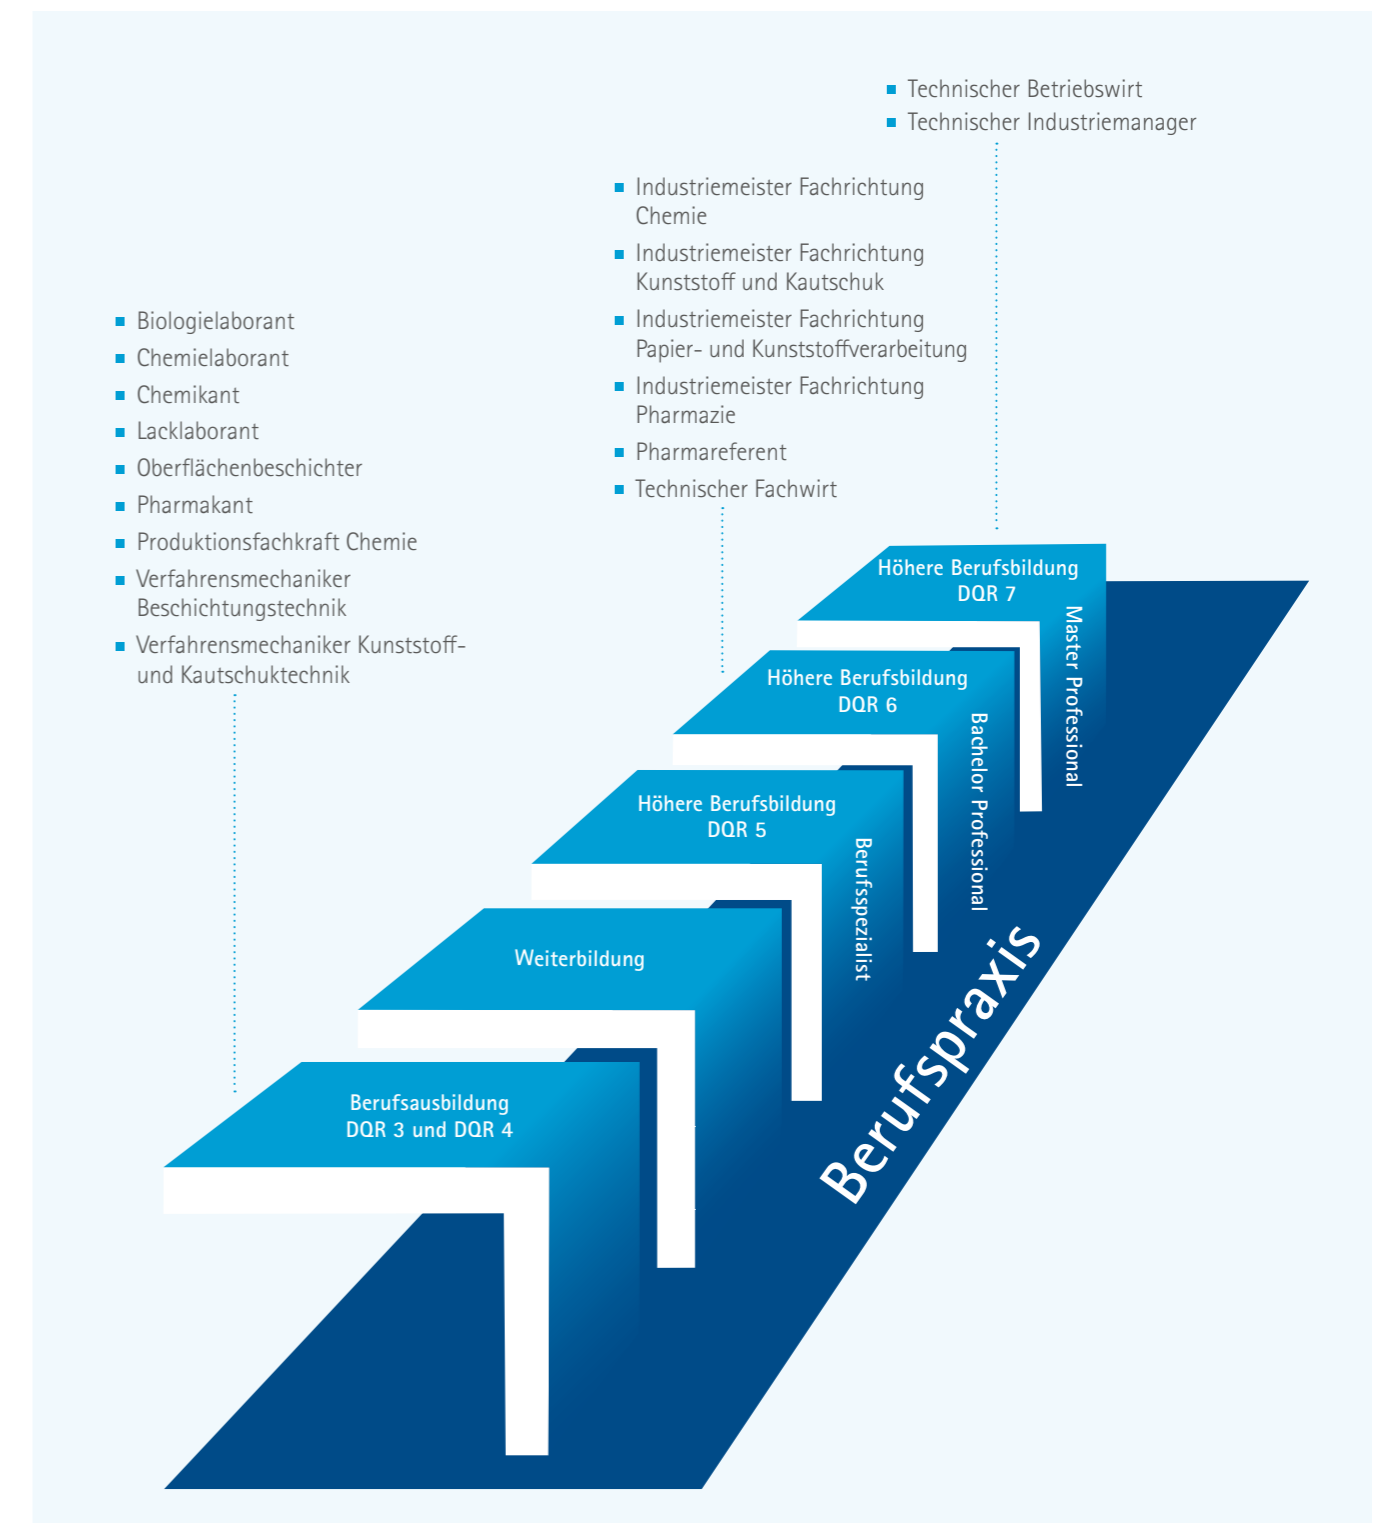 Technischer Betriebswirt
Technischer Industriemanager
Industriemeister Fachrichtung
Chemie
Industriemeister Fachrichtung
Kunststoff und Kautschuk
Industriemeister Fachrichtung
Papier- und Kunststoffverarbeitung
Industriemeister Fachrichtung
Pharmazie
Pharmareferent
Technischer Fachwirt
Biologielaborant
Chemielaborant
Chemikant
Lacklaborant
Oberflächenbeschichter
Pharmakant
Produktionsfachkraft Chemie
Verfahrensmechaniker
Beschichtungstechnik
Verfahrensmechaniker Kunststoff-
und Kautschuktechnik
Höhere Berufsbildung
DQR 7
Master Professional
Höhere Berufsbildung
DQR 6
Bachelor Professional
Höhere Berufsbildung
DQR 5
Berufsspezialist
Weiterbildung
Berufsausbildung
DQR 3 und DQR 4
Berufspraxis